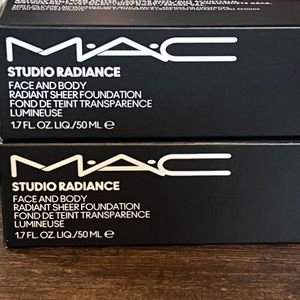 M·A·C
STUDIO RADIANCE
FACE AND BODY
RADIANT SHEER FOUNDATION
FOND DE TEINT TRANSPARENCE
LUMINEUSE
1.7 FL. OZ. LIQ./50 ML ℮
M·A·C
STUDIO RADIANCE
FACE AND BODY
RADIANT SHEER FOUNDATION
FOND DE TEINT TRANSPARENCE
LUMINEUSE
1.7 FL. OZ. LIQ./50 ML ℮